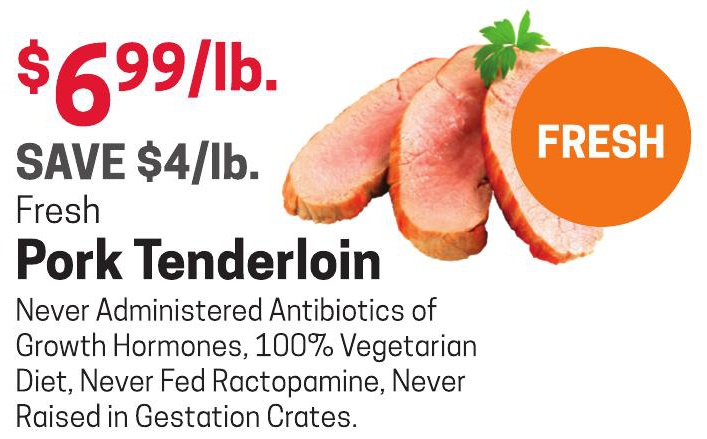 $6 99/lb.
SAVE $4/lb.
Fresh
Pork Tenderloin
Never Administered Antibiotics of
Growth Hormones, 100% Vegetarian
Diet, Never Fed Ractopamine, Never
Raised in Gestation Crates.
FRESH